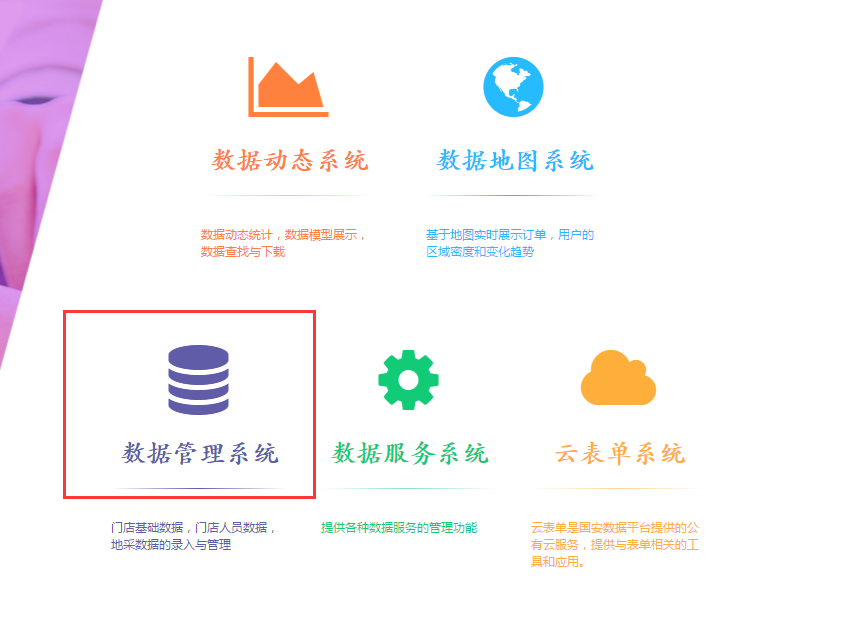 数据动态系统
数据地图系统
数据动态统计，数据模型展示，
数据查找与下载
基于地图实时展示订单，用户的
区域密度和变化趋势
数据管理系统
数据服务系统
云表单系统
门店基础数据，门店人员数据，
地采数据的录入与管理
提供各种数据服务的管理功能
云表单是国安数据平台提供的公
有云服务，提供与表单相关的工
具和应用。